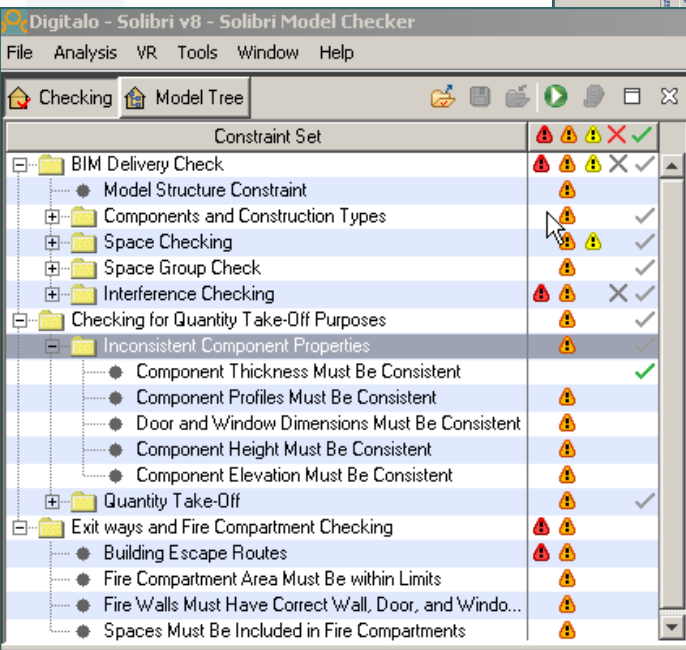 Digitalo - Solibri v8 - Solibri Model Checker
File Analysis VR Tools Window Help
Checking Model Tree
Constraint Set
BIM Delivery Check
Model Structure Constraint
Components and Construction Types
Space Checking
Space Group Check
Interference Checking
Checking for Quantity Take-Off Purposes
Inconsistent Component Properties
Component Thickness Must Be Consistent
Component Profiles Must Be Consistent
Door and Window Dimensions Must Be Consistent
Component Height Must Be Consistent
Component Elevation Must Be Consistent
Quantity Take-Off
Exit ways and Fire Compartment Checking
Building Escape Routes
Fire Compartment Area Must Be within Limits
Fire Walls Must Have Correct Wall, Door, and Windo...
Spaces Must Be Included in Fire Compartments